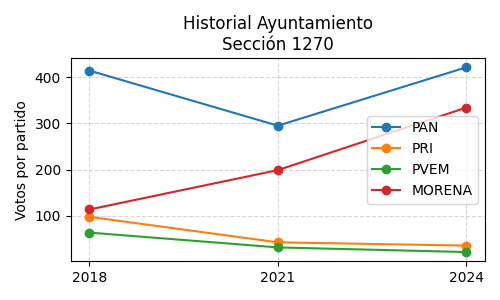 Historial Ayuntamiento
Sección 1270
Votos por partido
400
300
200
100
2018
2021
2024
PAN
PRI
PVEM
MORENA